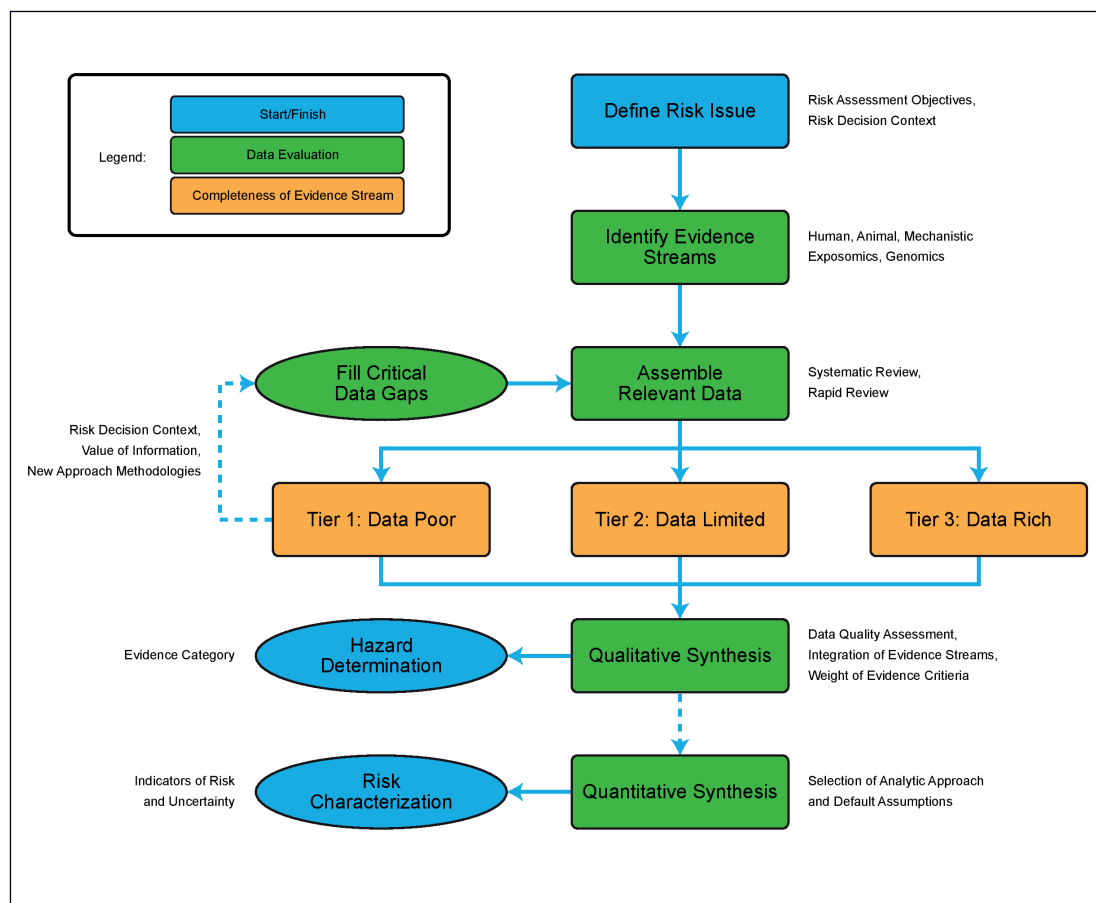 Legend:
Start/Finish
Data Evaluation
Completeness of Evidence Stream
Define Risk Issue
Risk Assessment Objectives,
Risk Decision Context
Identify Evidence
Streams
Human, Animal, Mechanistic
Exposomics, Genomics
Fill Critical
Data Gaps
Assemble
Relevant Data
Systematic Review,
Rapid Review
Risk Decision Context,
Value of Information,
New Approach Methodologies
Tier 1: Data Poor
Tier 2: Data Limited
Tier 3: Data Rich
Evidence Category
Hazard
Determination
Qualitative Synthesis
Data Quality Assessment,
Integration of Evidence Streams,
Weight of Evidence Critieria
Indicators of Risk
and Uncertainty
Risk
Characterization
Quantitative Synthesis
Selection of Analytic Approach
and Default Assumptions